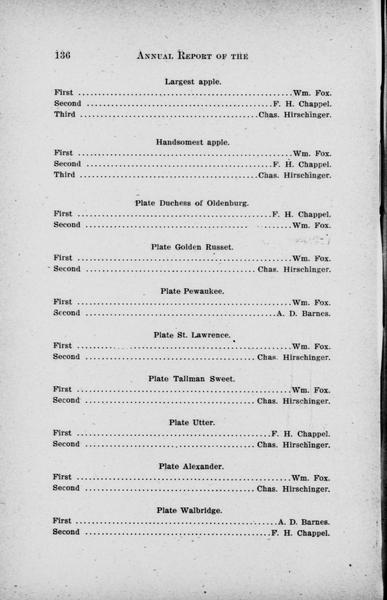 136 ANNUAL REPORT OF THE
Largest apple.
First ..................................................Wm. Fox.
Second ............................................F. H. Chappel.
Third .........................................Chas. Hirschinger.
Handsomest apple.
First ..................................................Wm. Fox.
Second ............................................F. H. Chappel.
Third .........................................Chas. Hirschinger.
Plate Duchess of Oldenburg.
First .............................................F. H. Chappel.
Second ...................................... .......Wm. Fox.
Plate Golden Russet.
First ..................................................Wm. Fox.
Second ........................................ Chas. Hirschinger.
Plate Pewaukee.
First ..................................................Wm. Fox.
Second .............................................A. D. Barnes.
Plate St. Lawrence.
First ..................................................Wm. Fox.
Second ........................................ Chas. Hirschinger.
Plate Tallman Sweet.
First ..................................................Wm. Fox.
Second ........................................ Chas. Hirschinger.
Plate Utter.
First .............................................F. H. Chappel.
Second ........................................ Chas. Hirschinger.
Plate Alexander.
First ..................................................Wm. Fox.
Second ........................................ Chas. Hirschinger.
Plate Walbridge.
First ...............................................A. D. Barnes.
Second ............................................F. H. Chappel.